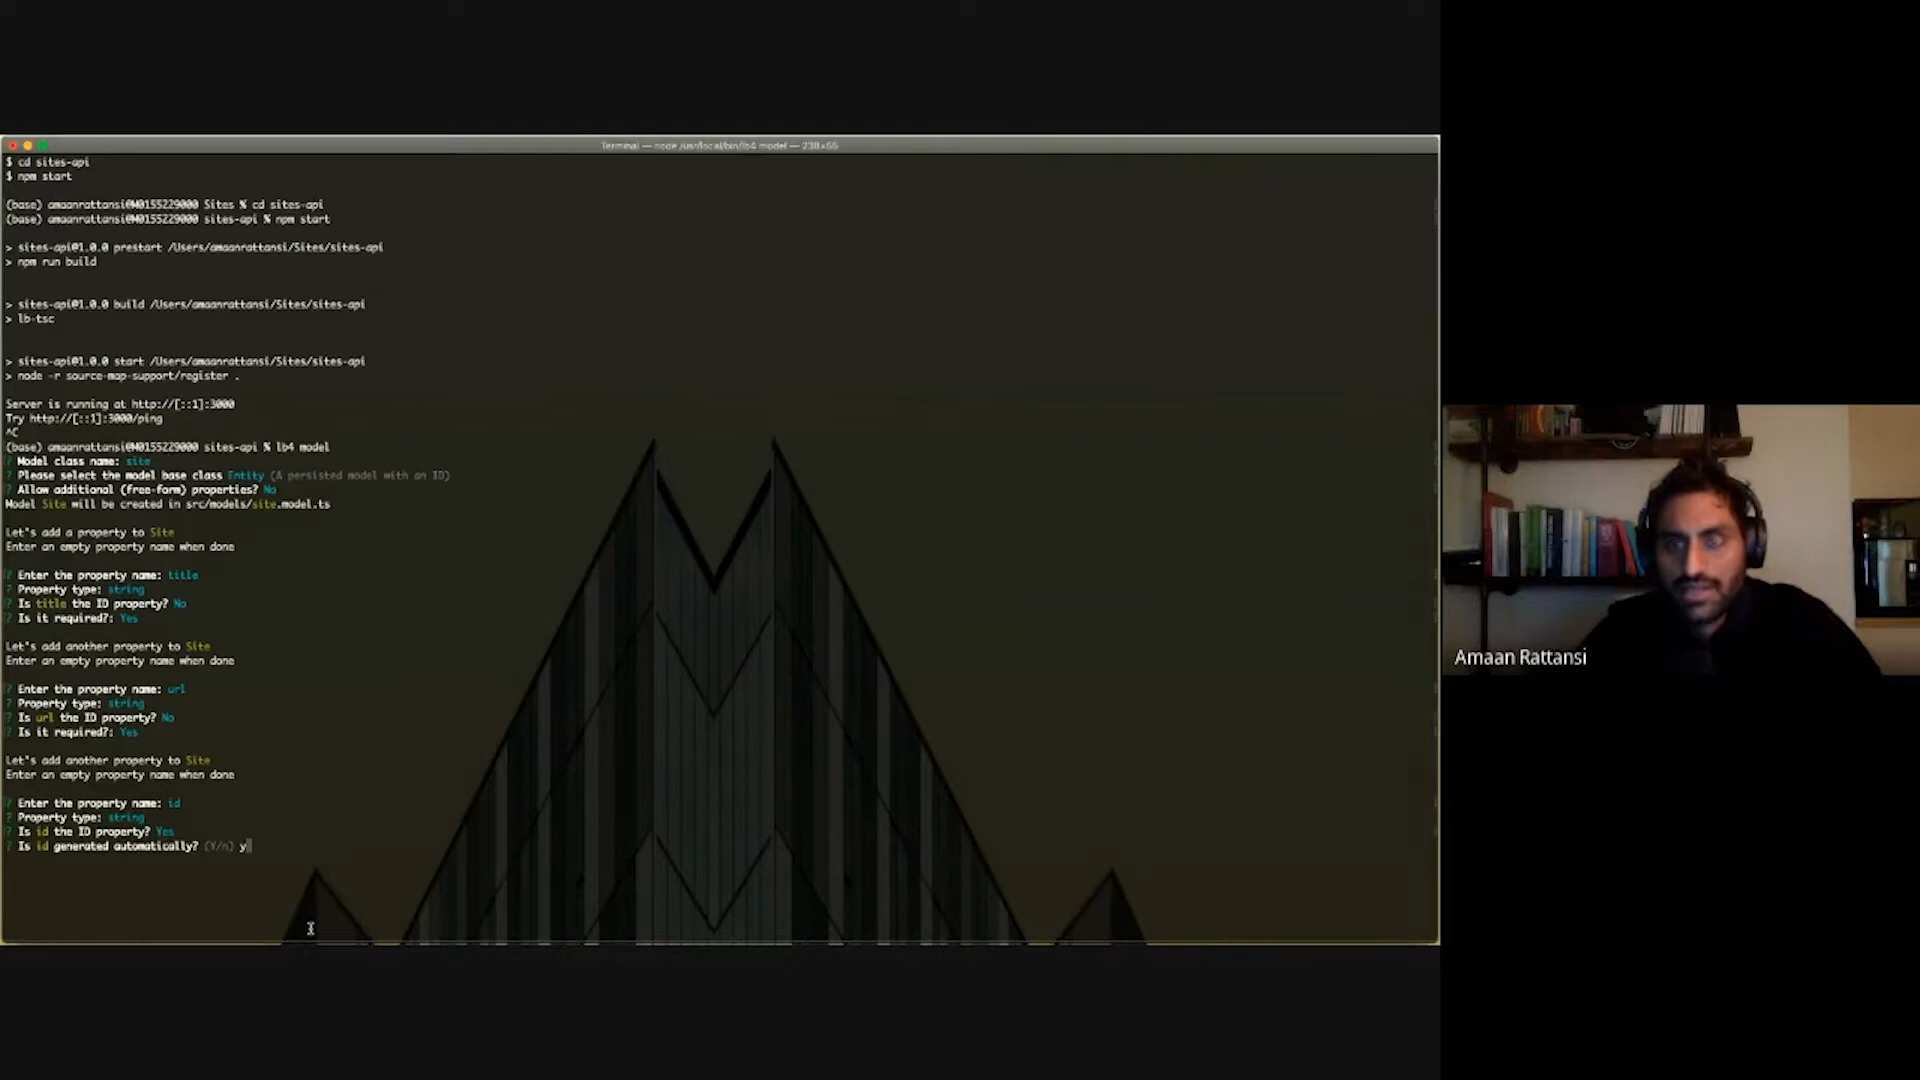 Terminal — node /usr/local/bin/lb4 model — 238×55
$ cd sites-api
$ npm start
(base) amaanrattansi@M0155229000 Sites % cd sites-api
(base) amaanrattansi@M0155229000 sites-api % npm start
> sites-api@1.0.0 prestart /Users/amaanrattansi/Sites/sites-api
> npm run build
> sites-api@1.0.0 build /Users/amaanrattansi/Sites/sites-api
> lb-tsc
> sites-api@1.0.0 start /Users/amaanrattansi/Sites/sites-api
> node -r source-map-support/register .
Server is running at http://[::1]:3000
Try http://[::1]:3000/ping
^C
(base) amaanrattansi@M0155229000 sites-api % lb4 model
? Model class name: site
? Please select the model base class Entity (A persisted model with an ID)
? Allow additional (free-form) properties? No
Model Site will be created in src/models/site.model.ts
Let's add a property to Site
Enter an empty property name when done
? Enter the property name: title
? Property type: string
? Is title the ID property? No
? Is it required?: Yes
Let's add another property to Site
Enter an empty property name when done
? Enter the property name: url
? Property type: string
? Is url the ID property? No
? Is it required?: Yes
Let's add another property to Site
Enter an empty property name when done
? Enter the property name: id
? Property type: string
? Is id the ID property? Yes
? Is id generated automatically? (Y/n) y
Amaan Rattansi